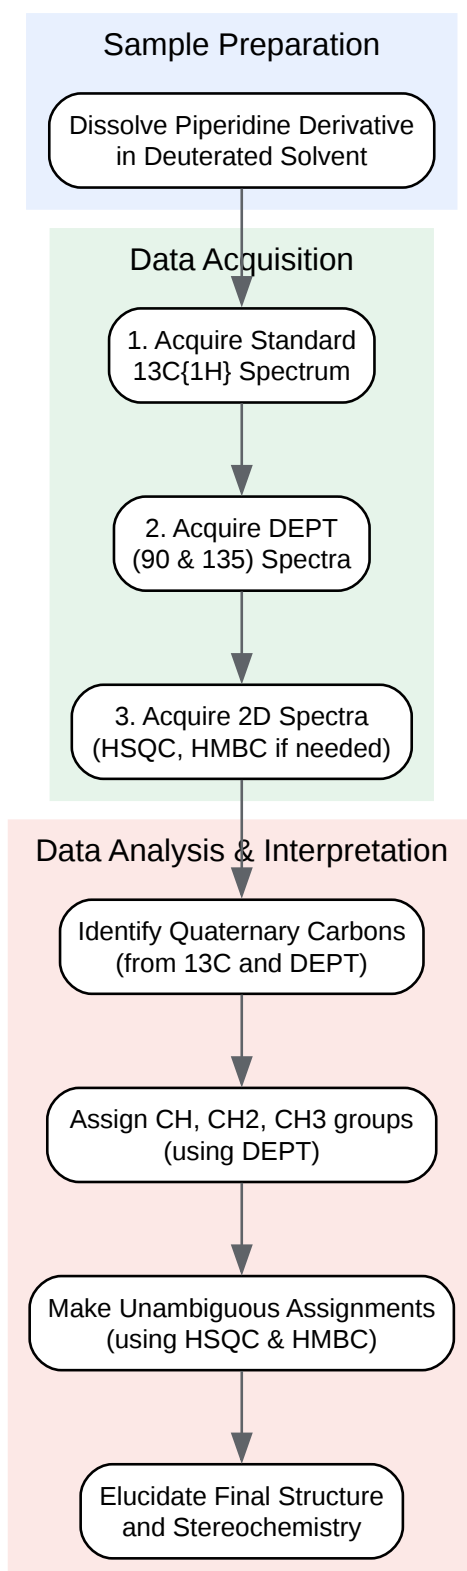 Sample Preparation
Dissolve Piperidine Derivative
in Deuterated Solvent
Data Acquisition
1. Acquire Standard
13C{1H} Spectrum
2. Acquire DEPT
(90 & 135) Spectra
3. Acquire 2D Spectra
(HSQC, HMBC if needed)
Data Analysis & Interpretation
Identify Quaternary Carbons
(from 13C and DEPT)
Assign CH, CH2, CH3 groups
(using DEPT)
Make Unambiguous Assignments
(using HSQC & HMBC)
Elucidate Final Structure
and Stereochemistry